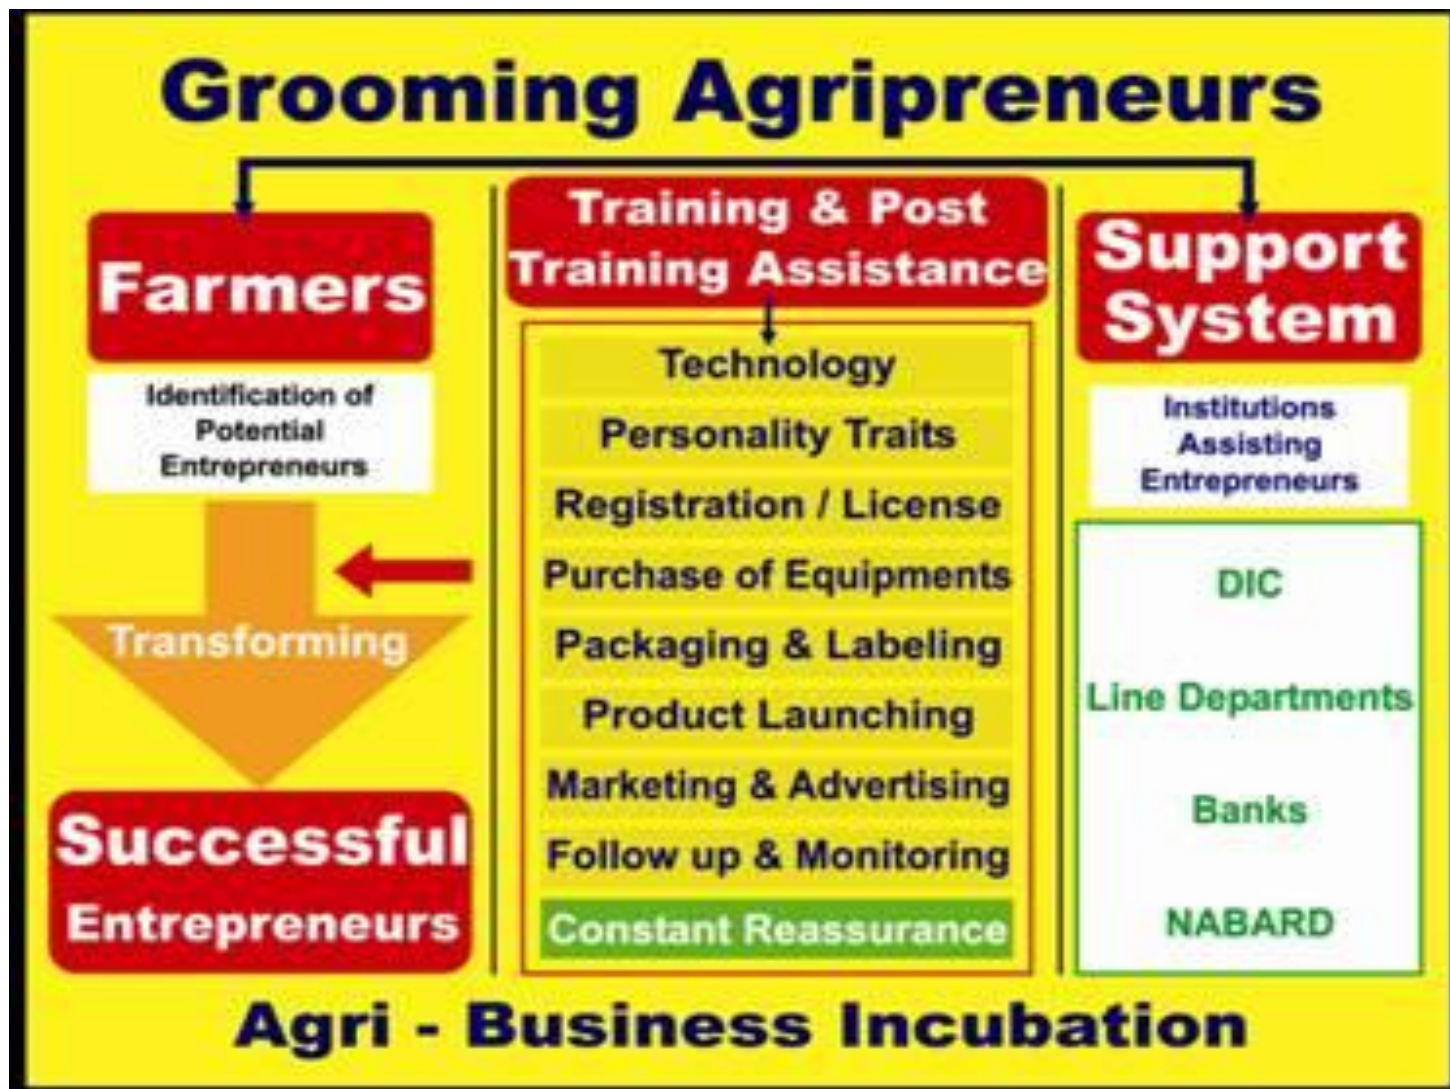 Grooming Agripreneurs
Farmers
Identification of
Potential
Entrepreneurs
Transforming
Successful
Entrepreneurs
Training & Post
Training Assistance
Technology
Personality Traits
Registration / License
Purchase of Equipments
Packaging & Labeling
Product Launching
Marketing & Advertising
Follow up & Monitoring
Constant Reassurance
Support
System
Institutions
Assisting
Entrepreneurs
DIC
Line Departments
Banks
NABARD
Agri - Business Incubation